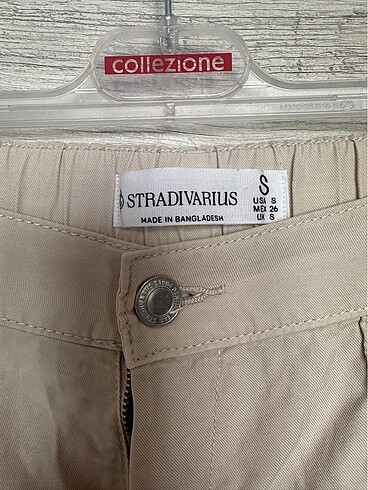 collezione
STRADIVARIUS
MADE IN BANGLADESH
S
USA S
MEX 26
UK S